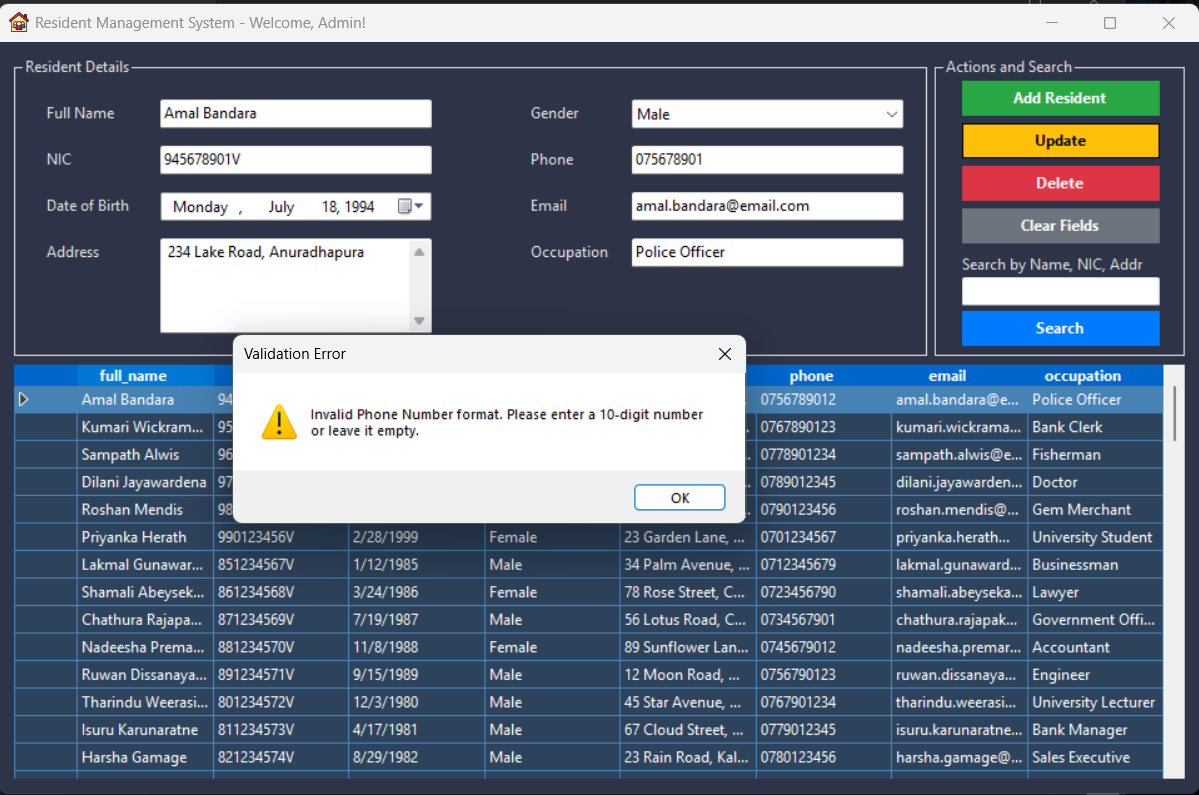 Resident Management System - Welcome, Admin!
Resident Details
Actions and Search
Full Name Amal Bandara Gender Male
NIC 945678901V Phone 075678901
Date of Birth Monday , July 18, 1994 Email amal.bandara@email.com
Address 234 Lake Road, Anuradhapura Occupation Police Officer
Add Resident
Update
Delete
Clear Fields
Search by Name, NIC, Addr
Search
Validation Error
Invalid Phone Number format. Please enter a 10-digit number
or leave it empty.
OK
full_name phone email occupation
Amal Bandara 94 0756789012 amal.bandara@e... Police Officer
Kumari Wickram... 95 0767890123 kumari.wickrama... Bank Clerk
Sampath Alwis 96 0778901234 sampath.alwis@e... Fisherman
Dilani Jayawardena 97 0789012345 dilani.jayawarden... Doctor
Roshan Mendis 98 0790123456 roshan.mendis@... Gem Merchant
Priyanka Herath 990123456V 2/28/1999 Female 23 Garden Lane, ... 0701234567 priyanka.herath... University Student
Lakmal Gunawar... 851234567V 1/12/1985 Male 34 Palm Avenue, ... 0712345679 lakmal.gunaward... Businessman
Shamali Abeysek... 861234568V 3/24/1986 Female 78 Rose Street, C... 0723456790 shamali.abeyseka... Lawyer
Chathura Rajapa... 871234569V 7/19/1987 Male 56 Lotus Road, C... 0734567901 chathura.rajapak... Government Offi...
Nadeesha Prema... 881234570V 11/8/1988 Female 89 Sunflower Lan... 0745679012 nadeesha.premar... Accountant
Ruwan Dissanaya... 891234571V 9/15/1989 Male 12 Moon Road, ... 0756790123 ruwan.dissanaya... Engineer
Tharindu Weerasi... 801234572V 12/3/1980 Male 45 Star Avenue, ... 0767901234 tharindu.weerasi... University Lecturer
Isuru Karunaratne 811234573V 4/17/1981 Male 67 Cloud Street, ... 0779012345 isuru.karunaratne... Bank Manager
Harsha Gamage 821234574V 8/29/1982 Male 23 Rain Road, Kal... 0780123456 harsha.gamage@... Sales Executive